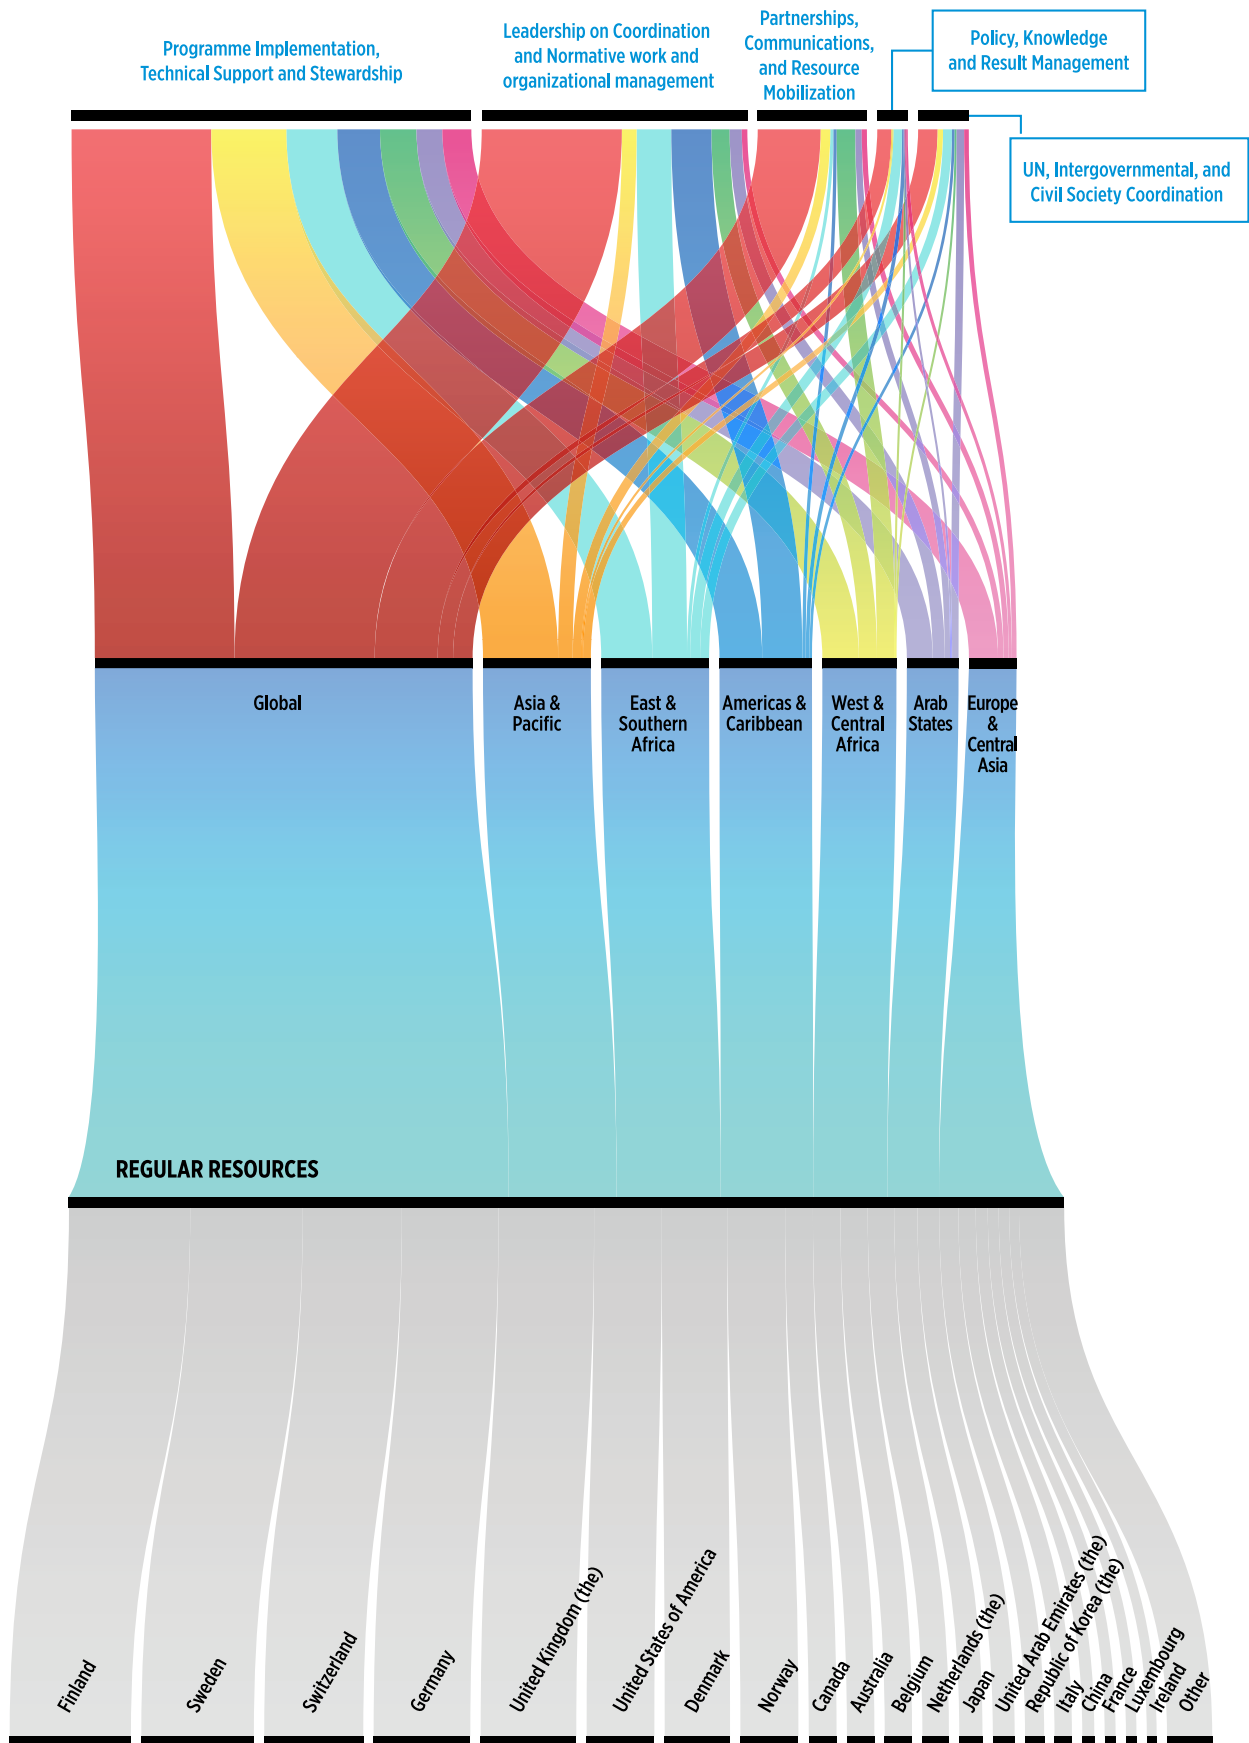 Programme Implementation,
Technical Support and Stewardship
Leadership on Coordination
and Normative work and
organizational management
Partnerships,
Communications,
and Resource
Mobilization
Policy, Knowledge
and Result Management
UN, Intergovernmental, and
Civil Society Coordination
Global
Asia &
Pacific
East &
Southern
Africa
Americas &
Caribbean
West &
Central
Africa
Arab
States
Europe
&
Central
Asia
REGULAR RESOURCES
Finland
Sweden
Switzerland
Germany
United Kingdom (the)
United States of America
Denmark
Norway
Canada
Australia
Belgium
Netherlands (the)
Japan
United Arab Emirates (the)
Republic of Korea (the)
Italy
China
France
Luxembourg
Ireland
Other